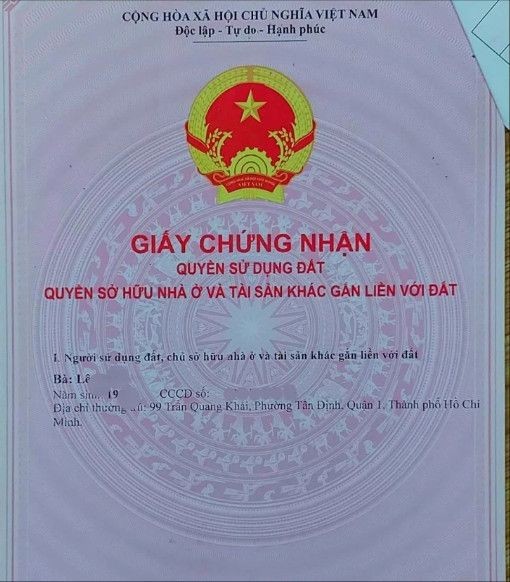 CỘNG HÒA XÃ HỘI CHỦ NGHĨA VIỆT NAM
Độc lập - Tự do - Hạnh phúc
VIỆT NAM
GIẤY CHỨNG NHẬN
QUYỀN SỬ DỤNG ĐẤT
QUYỀN SỞ HỮU NHÀ Ở VÀ TÀI SẢN KHÁC GẮN LIỀN VỚI ĐẤT
I. Người sử dụng đất, chủ sở hữu nhà ở và tài sản khác gắn liền với đất
Bà: Lê
Năm sinh: 19 CCCD số:
Địa chỉ thường trú: 99 Trần Quang Khải, Phường Tân Định, Quận 1, Thành phố Hồ Chí
Minh.